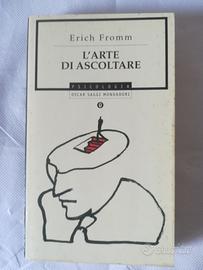 Erich Fromm
L'ARTE
DI ASCOLTARE
PSICOLOGIA
OSCAR SAGGI MONDADORI